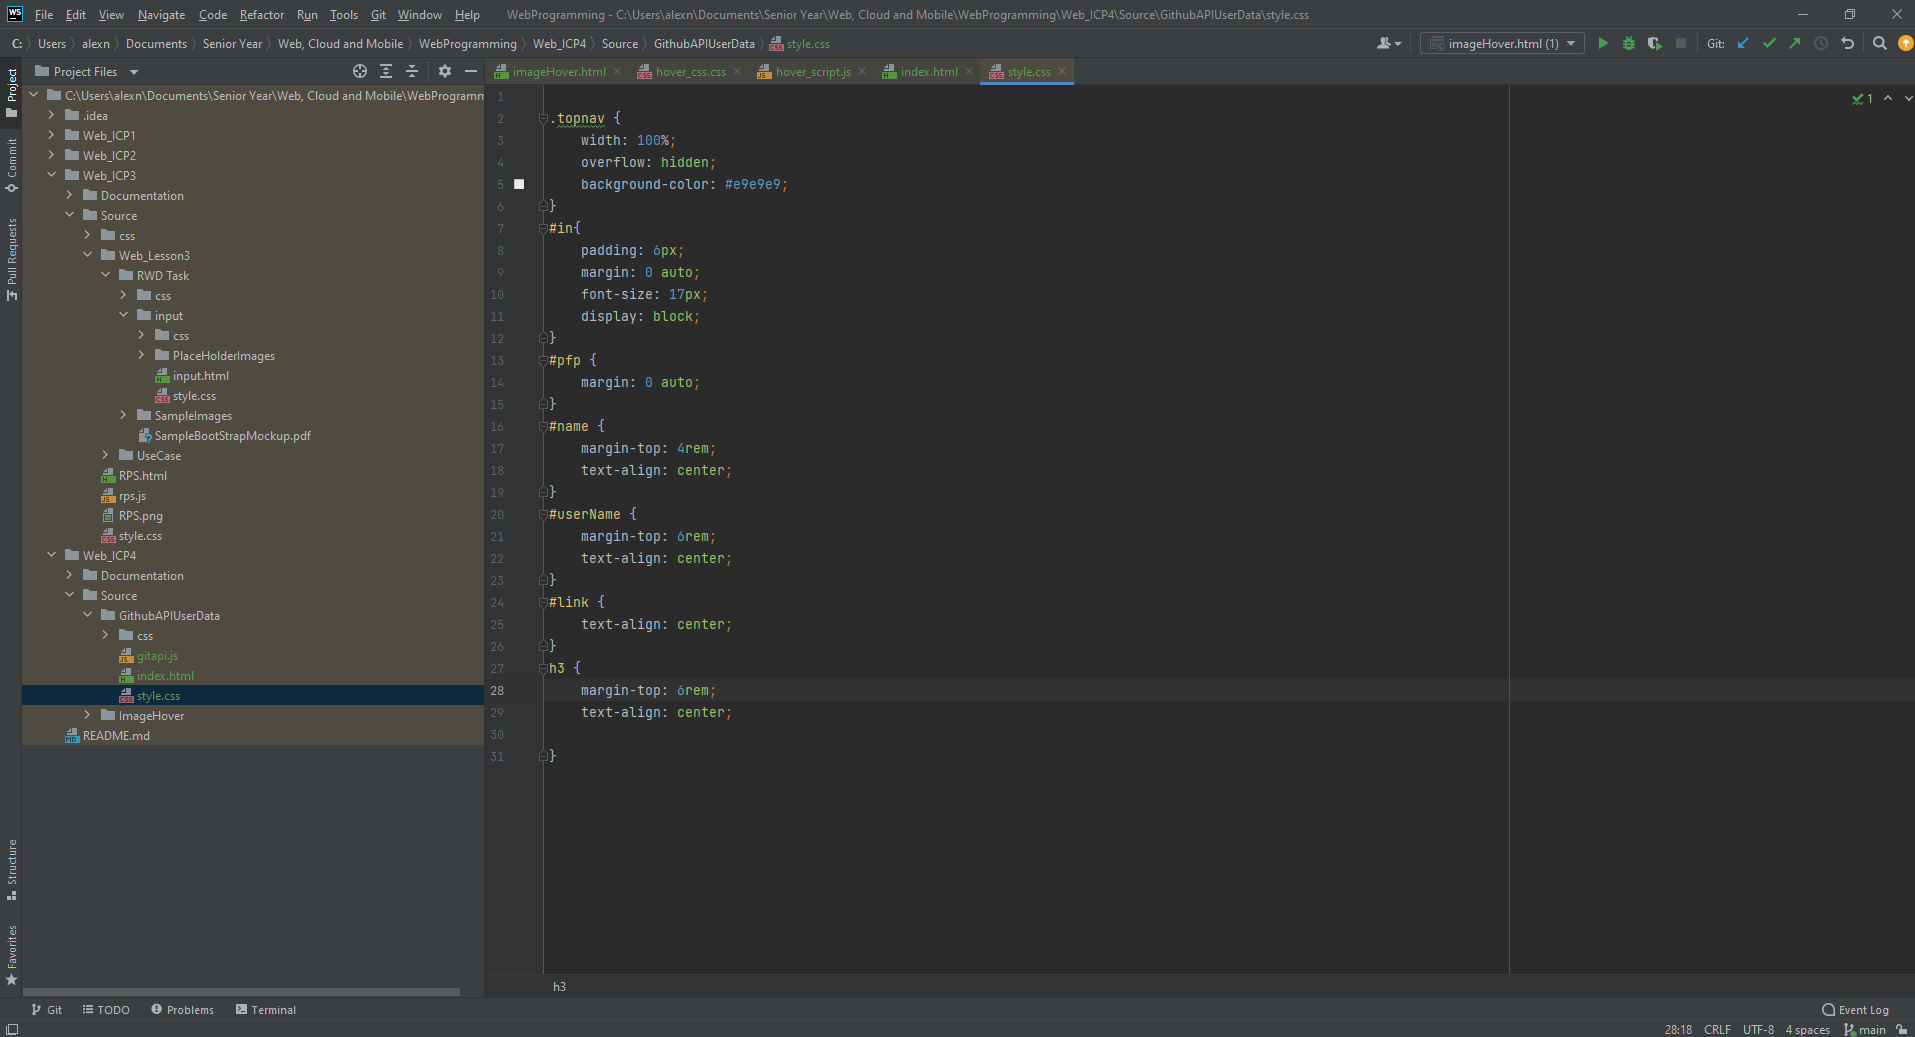 WS File Edit View Navigate Code Refactor Run Tools Git Window Help WebProgramming - C:\Users\alexn\Documents\Senior Year\Web, Cloud and Mobile\WebProgramming\Web_ICP4\Source\GithubAPIUserData\style.css
C: Users alexn Documents Senior Year Web, Cloud and Mobile WebProgramming Web_ICP4 Source GithubAPIUserData style.css imageHover.html (1) Git:
Project Files
imageHover.html hover_css.css hover_script.js index.html style.css
Project
Commit
Pull Requests
Structure
Favorites
C:\Users\alexn\Documents\Senior Year\Web, Cloud and Mobile\WebProgramm
.idea
Web_ICP1
Web_ICP2
Web_ICP3
Documentation
Source
css
Web_Lesson3
RWD Task
css
input
css
PlaceHolderImages
input.html
style.css
SampleImages
SampleBootStrapMockup.pdf
UseCase
RPS.html
rps.js
RPS.png
style.css
Web_ICP4
Documentation
Source
GithubAPIUserData
css
gitapi.js
index.html
style.css
ImageHover
README.md
1
2 .topnav {
3 width: 100%;
4 overflow: hidden;
5 background-color: #e9e9e9;
6 }
7 #in{
8 padding: 6px;
9 margin: 0 auto;
10 font-size: 17px;
11 display: block;
12 }
13 #pfp {
14 margin: 0 auto;
15 }
16 #name {
17 margin-top: 4rem;
18 text-align: center;
19 }
20 #userName {
21 margin-top: 6rem;
22 text-align: center;
23 }
24 #link {
25 text-align: center;
26 }
27 h3 {
28 margin-top: 6rem;
29 text-align: center;
30
31 }
1
h3
Git TODO Problems Terminal Event Log
28:18 CRLF UTF-8 4 spaces main